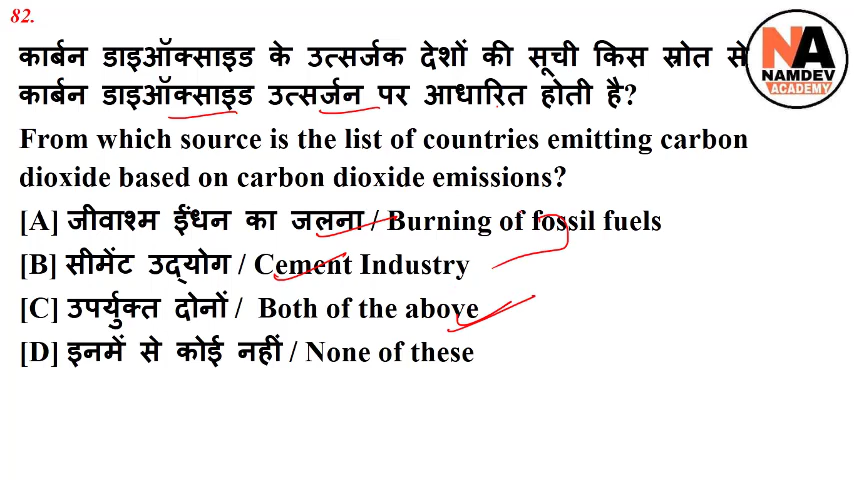 82.
कार्बन डाइऑक्साइड के उत्सर्जक देशों की सूची किस स्रोत से
कार्बन डाइऑक्साइड उत्सर्जन पर आधारित होती है?
From which source is the list of countries emitting carbon
dioxide based on carbon dioxide emissions?
[A] जीवाश्म ईंधन का जलना / Burning of fossil fuels
[B] सीमेंट उद्योग / Cement Industry
[C] उपर्युक्त दोनों / Both of the above
[D] इनमें से कोई नहीं / None of these
NA
NAMDEV
ACADEMY